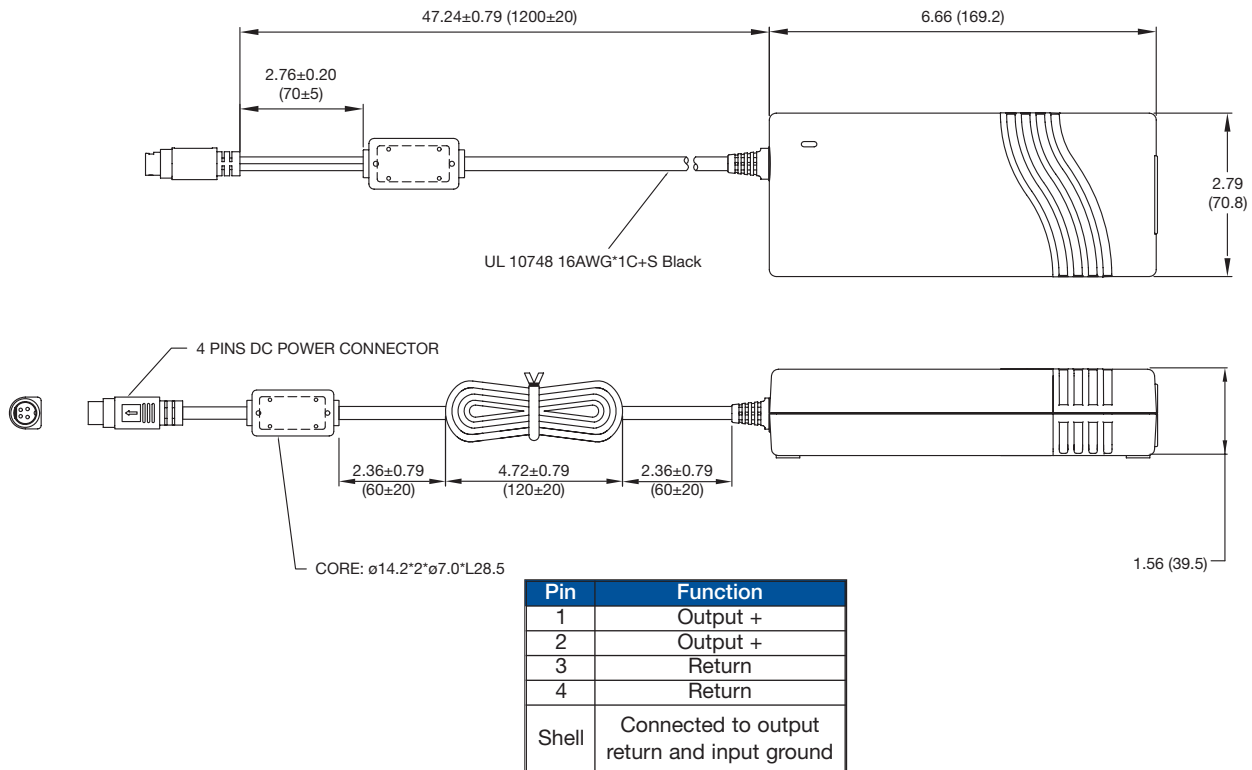 47.24±0.79 (1200±20)
6.66 (169.2)
2.76±0.20
(70±5)
2.79
(70.8)
UL 10748 16AWG*1C+S Black
4 PINS DC POWER CONNECTOR
2.36±0.79
(60±20)
4.72±0.79
(120±20)
2.36±0.79
(60±20)
1.56 (39.5)
CORE: ø14.2*2*ø7.0*L28.5
Pin Function
1 Output +
2 Output +
3 Return
4 Return
Shell Connected to output
return and input ground